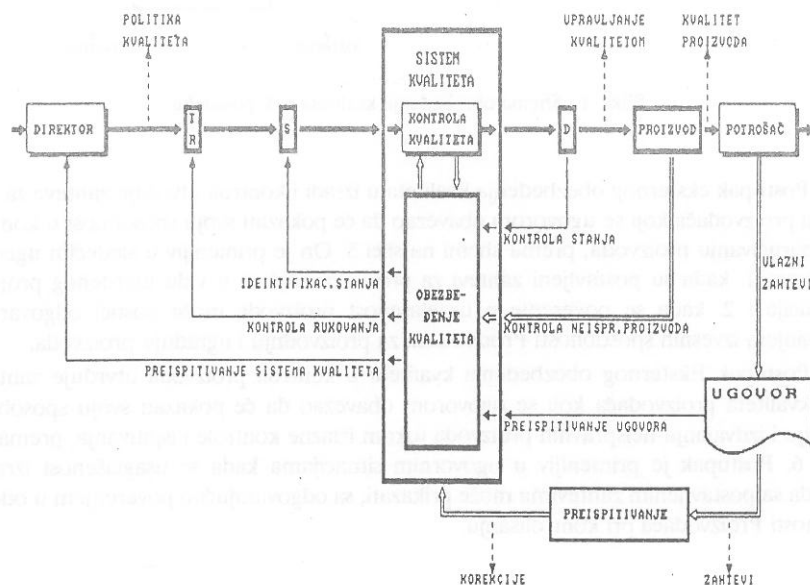 POLITIKA
KVALITETA
UPRAVLJANJE
KVALITETOM
KVALITET
PROIZVODA
SISTEM
KVALITETA
DIREKTOR
S
KONTROLA
KVALITETA
D
PROIZVOD
POTROŠAČ
KONTROLA STANJA
ULAZNI
ZAHTEVI
IDEINTIFIKAC.STANJA
OBEZBE-
ĐENJE
KVALITETA
KONTROLA RUKOVANJA
KONTROLA NEISPR.PROIZVODA
PREISPITIVANJE SISTEMA KVALITETA
UGOVOR
PREISPITIVANJE UGOVORA
PREISPITIVANJE
KOREKCIJE
ZAHTEVI